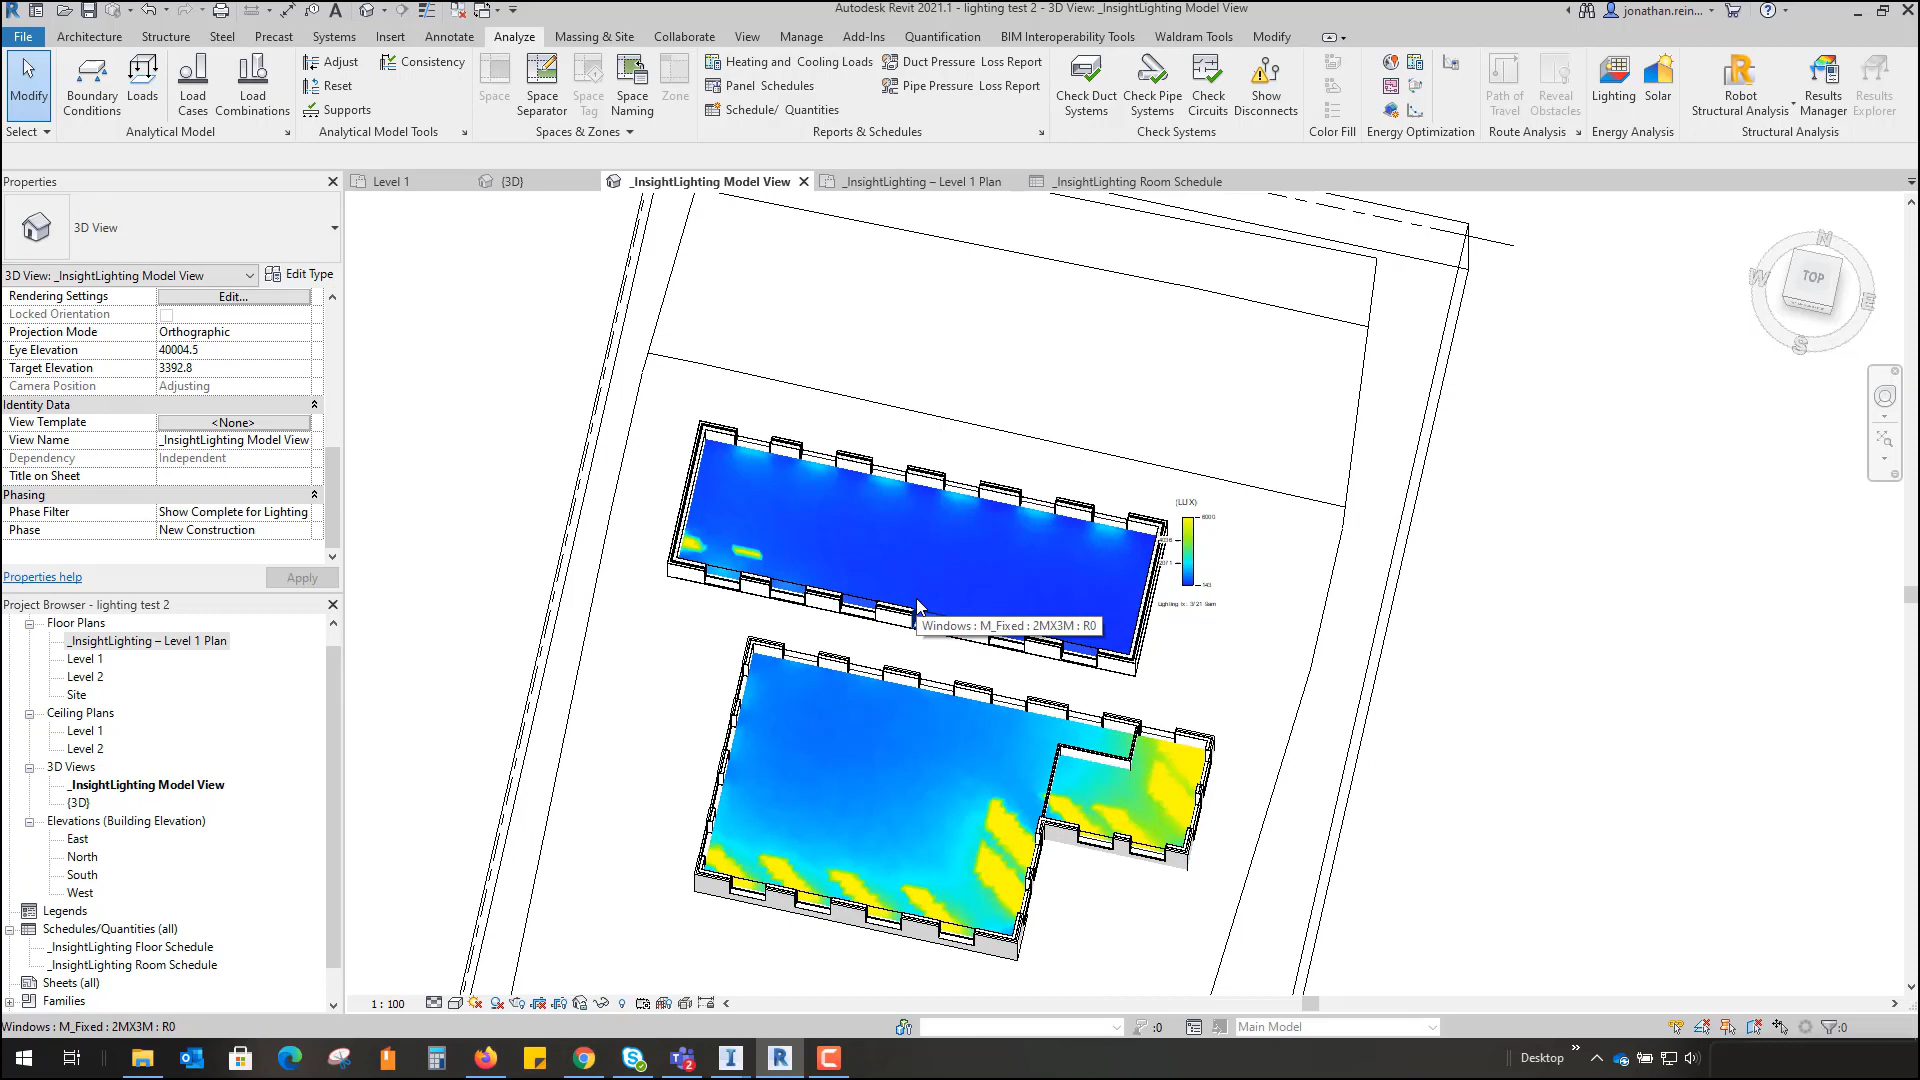 Autodesk Revit 2021.1 - lighting test 2 - 3D View: _InsightLighting Model View
jonathan.rein...
File Architecture Structure Steel Precast Systems Insert Annotate Analyze Massing & Site Collaborate View Manage Add-Ins Quantification BIM Interoperability Tools Waldram Tools Modify
Modify
Select
Boundary Conditions
Loads
Load Cases
Load Combinations
Analytical Model
Adjust
Reset
Supports
Consistency
Analytical Model Tools
Space
Space Separator
Space Tag
Space Naming
Zone
Spaces & Zones
Heating and Cooling Loads
Panel Schedules
Schedule/ Quantities
Duct Pressure Loss Report
Pipe Pressure Loss Report
Reports & Schedules
Check Duct Systems
Check Pipe Systems
Check Circuits
Show Disconnects
Check Systems
Color Fill
Energy Optimization
Path of Travel
Reveal Obstacles
Route Analysis
Lighting
Solar
Energy Analysis
Robot Structural Analysis
Results Manager
Results Explorer
Structural Analysis
Properties
Level 1
{3D}
_InsightLighting Model View
_InsightLighting – Level 1 Plan
_InsightLighting Room Schedule
3D View
3D View: _InsightLighting Model View
Edit Type
Rendering Settings Edit...
Locked Orientation
Projection Mode Orthographic
Eye Elevation 40004.5
Target Elevation 3392.8
Camera Position Adjusting
Identity Data
View Template <None>
View Name _InsightLighting Model View
Dependency Independent
Title on Sheet
Phasing
Phase Filter Show Complete for Lighting
Phase New Construction
Properties help
Apply
Project Browser - lighting test 2
Floor Plans
_InsightLighting – Level 1 Plan
Level 1
Level 2
Site
Ceiling Plans
Level 1
Level 2
3D Views
_InsightLighting Model View
{3D}
Elevations (Building Elevation)
East
North
South
West
Legends
Schedules/Quantities (all)
_InsightLighting Floor Schedule
_InsightLighting Room Schedule
Sheets (all)
Families
N
W
TOP
E
S
(LUX)
6000
143
Windows : M_Fixed : 2MX3M : R0
1 : 100
Windows : M_Fixed : 2MX3M : R0
:0
Main Model
:0
Desktop